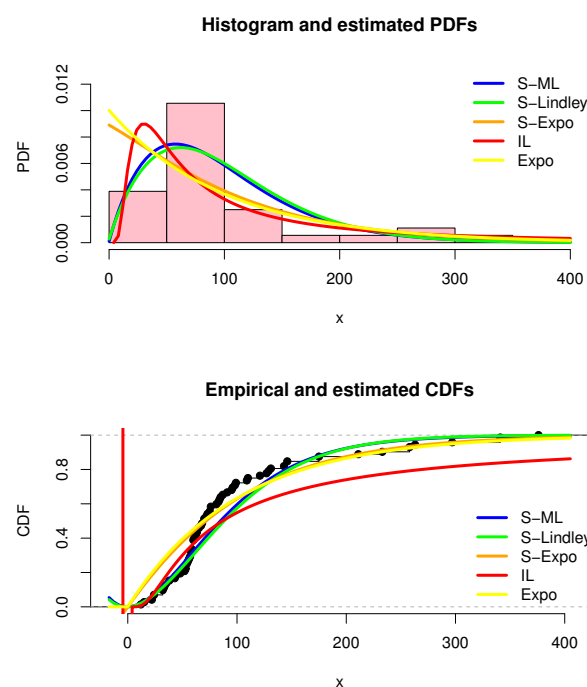 Histogram and estimated PDFs
PDF
0.012
0.006
0.000
S−ML
S−Lindley
S−Expo
IL
Expo
0 100 200 300 400
x
Empirical and estimated CDFs
CDF
0.8
0.4
0.0
S−ML
S−Lindley
S−Expo
IL
Expo
0 100 200 300 400
x